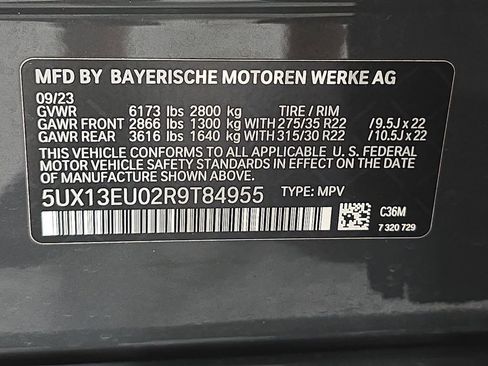 MFD BY BAYERISCHE MOTOREN WERKE AG
09/23
GVWR 6173 lbs 2800 kg TIRE / RIM
GAWR FRONT 2866 lbs 1300 kg WITH 275/35 R22 /9.5J x 22
GAWR REAR 3616 lbs 1640 kg WITH 315/30 R22 /10.5J x 22
THIS VEHICLE CONFORMS TO ALL APPLICABLE U. S. FEDERAL
MOTOR VEHICLE SAFETY STANDARDS IN EFFECT ON THE DATE
OF MANUFACTURE SHOWN ABOVE.
5UX13EU02R9T84955 TYPE: MPV
C36M
7 320 729